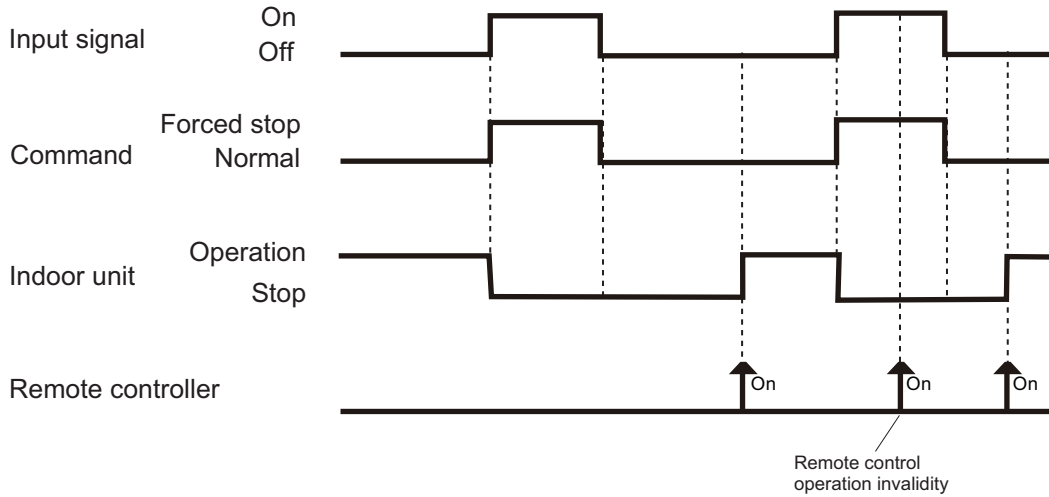 On
Input signal
Off
Forced stop
Command
Normal
Operation
Indoor unit
Stop
On
On
On
Remote controller
Remote control
operation invalidity